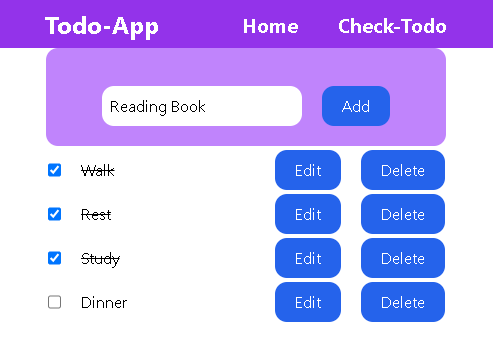 Todo-App Home Check-Todo
Reading Book Add
Walk Edit Delete
Rest Edit Delete
Study Edit Delete
Dinner Edit Delete